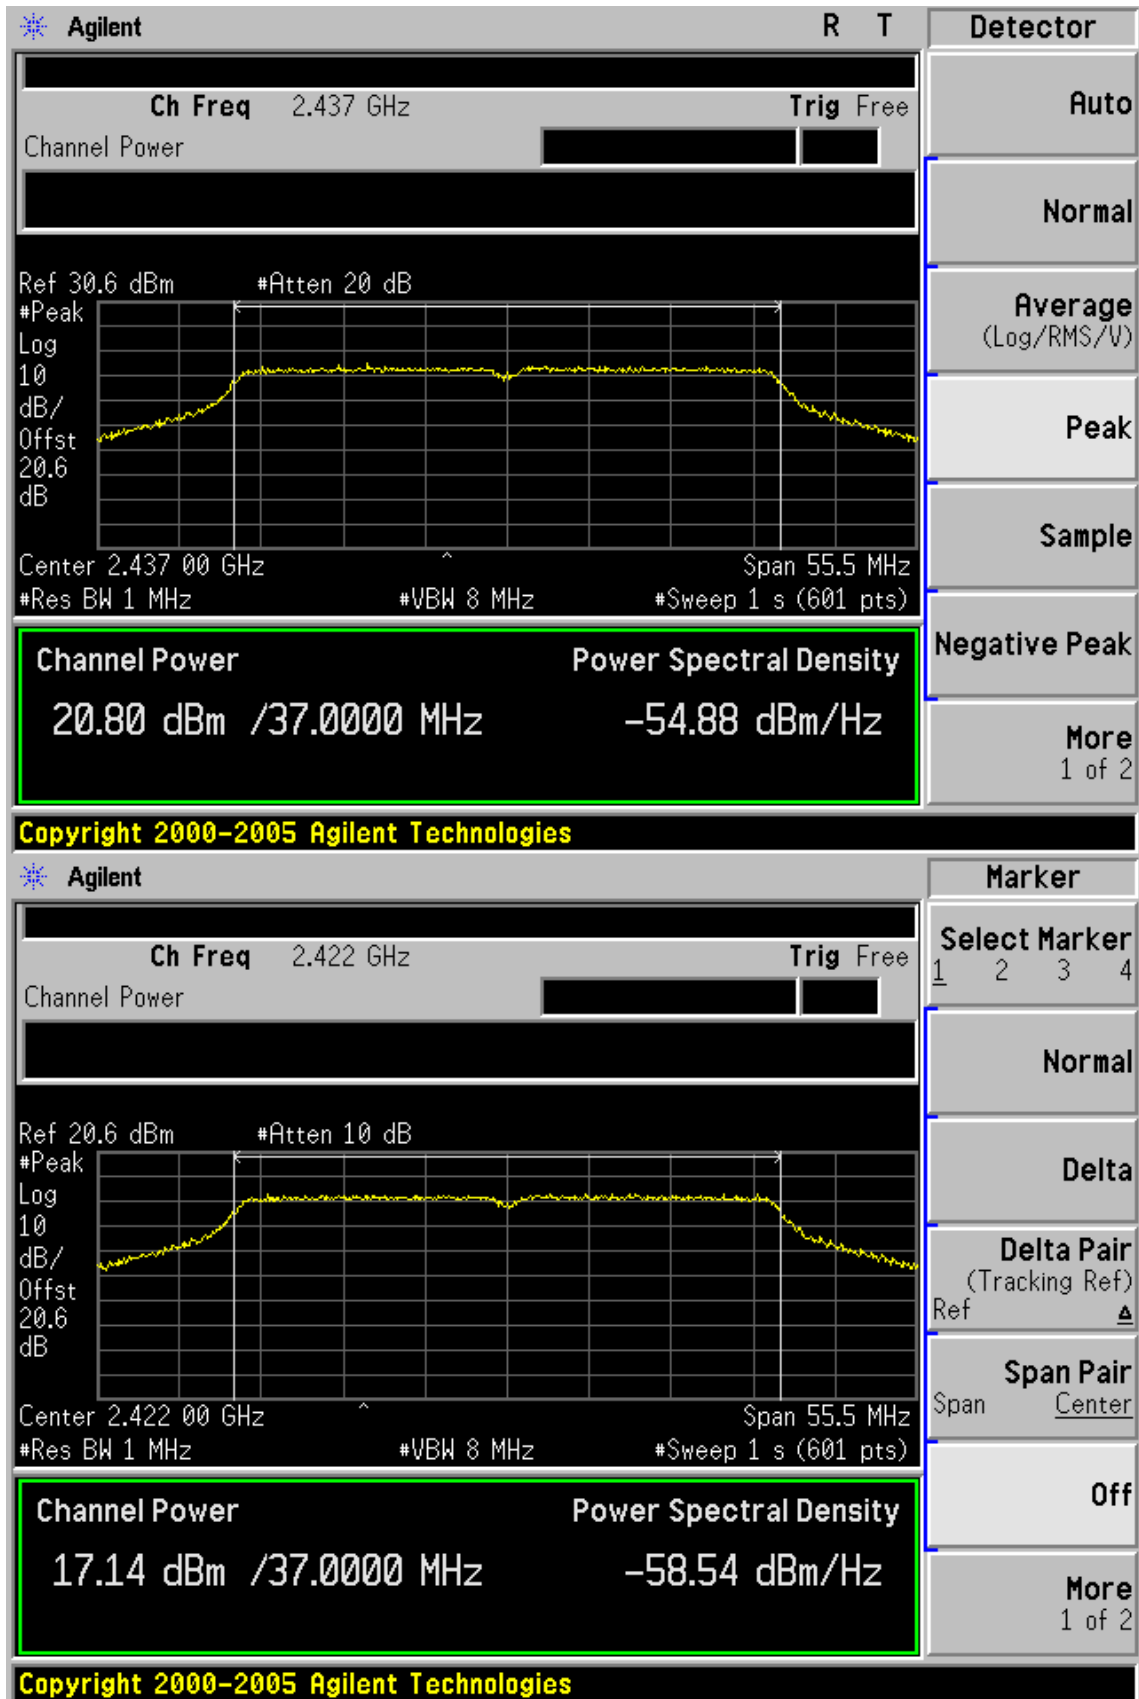 Agilent R T Detector
Ch Freq 2.437 GHz Trig Free
Channel Power
Auto
Normal
Average
(Log/RMS/V)
Peak
Sample
Negative Peak
More
1 of 2
Ref 30.6 dBm #Atten 20 dB
#Peak
Log
10
dB/
Offst
20.6
dB
Center 2.437 00 GHz ^ Span 55.5 MHz
#Res BW 1 MHz #VBW 8 MHz #Sweep 1 s (601 pts)
Channel Power Power Spectral Density
20.80 dBm /37.0000 MHz -54.88 dBm/Hz
Copyright 2000-2005 Agilent Technologies
Agilent Marker
Ch Freq 2.422 GHz Trig Free
Channel Power
Select Marker
1 2 3 4
Normal
Delta
Delta Pair
(Tracking Ref)
Ref Δ
Span Pair
Span Center
Off
More
1 of 2
Ref 20.6 dBm #Atten 10 dB
#Peak
Log
10
dB/
Offst
20.6
dB
Center 2.422 00 GHz ^ Span 55.5 MHz
#Res BW 1 MHz #VBW 8 MHz #Sweep 1 s (601 pts)
Channel Power Power Spectral Density
17.14 dBm /37.0000 MHz -58.54 dBm/Hz
Copyright 2000-2005 Agilent Technologies